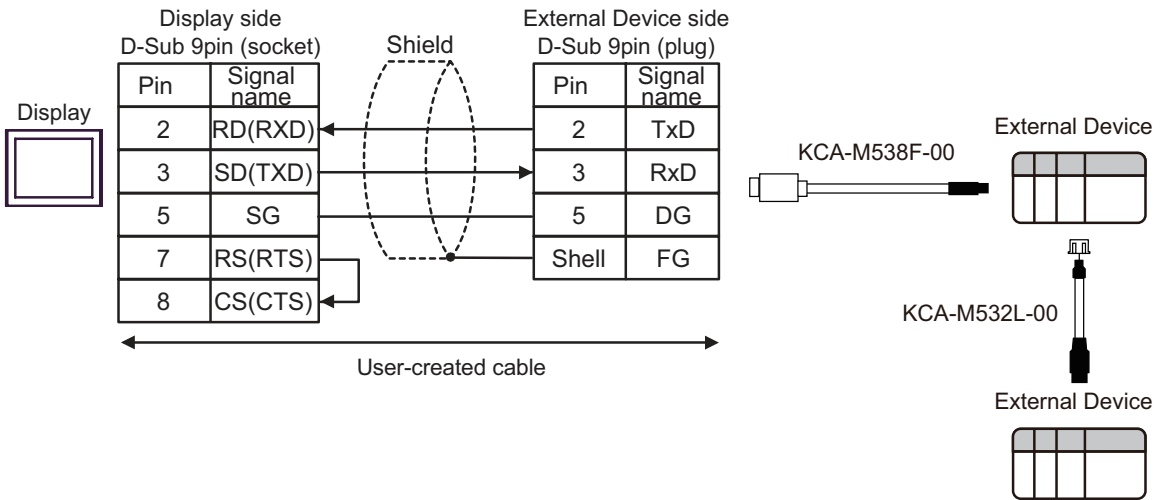 Display side
D-Sub 9pin (socket)
Shield
External Device side
D-Sub 9pin (plug)
Pin
Signal name
Pin
Signal name
Display
2
RD(RXD)
2
TxD
3
SD(TXD)
3
RxD
5
SG
5
DG
7
RS(RTS)
Shell
FG
8
CS(CTS)
User-created cable
KCA-M538F-00
External Device
KCA-M532L-00
External Device